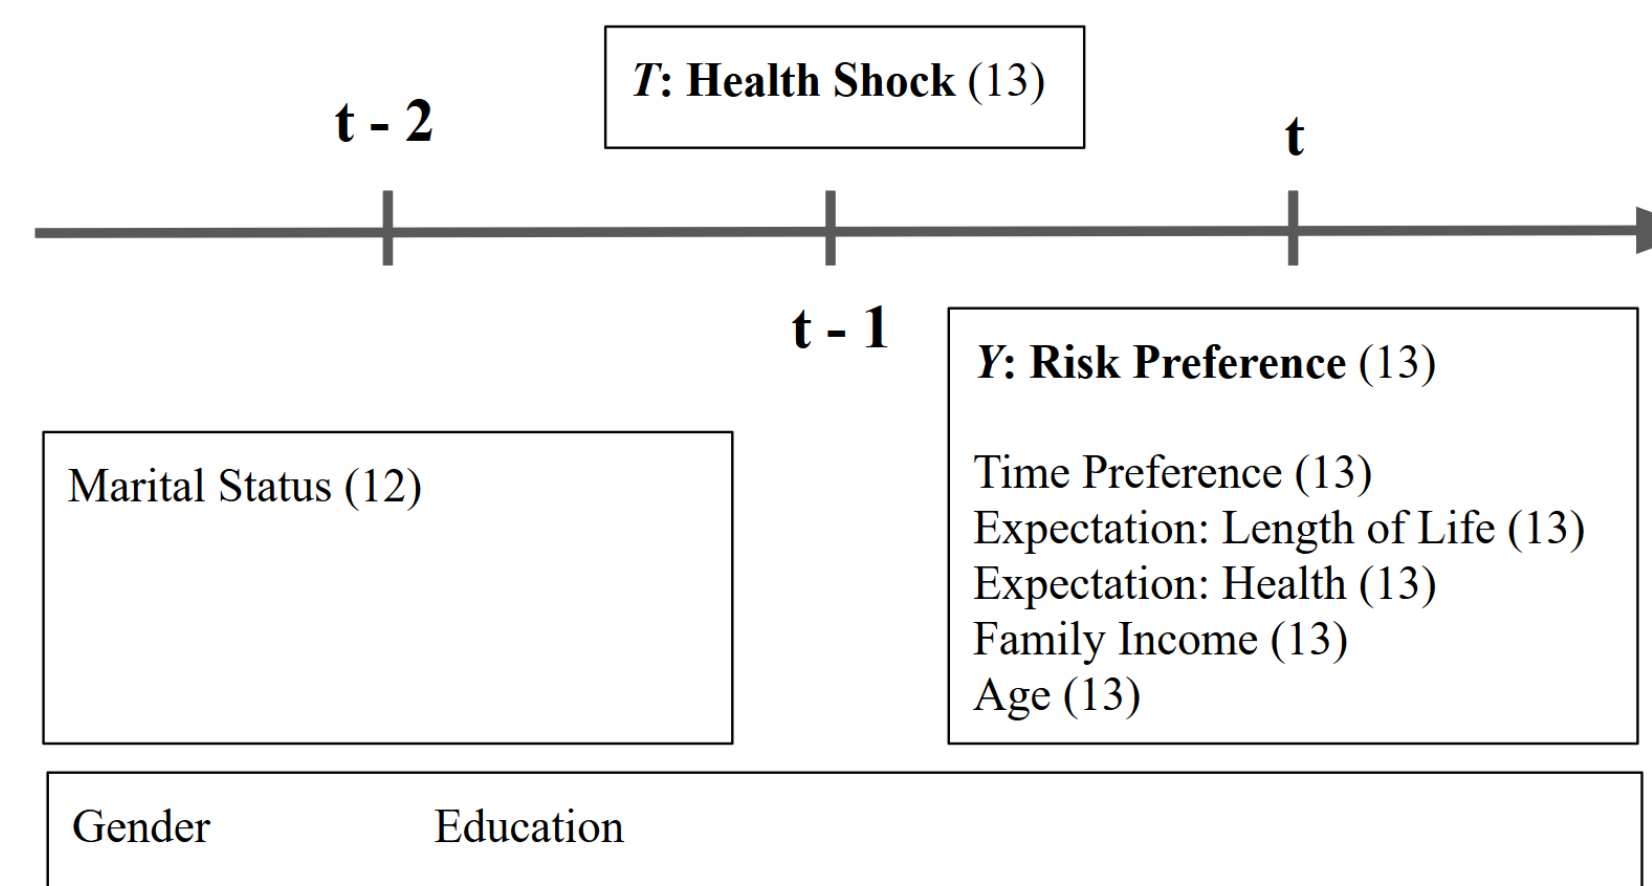 T: Health Shock (13)
t - 2
t
t - 1
Y: Risk Preference (13)
Time Preference (13)
Expectation: Length of Life (13)
Expectation: Health (13)
Family Income (13)
Age (13)
Marital Status (12)
Gender Education